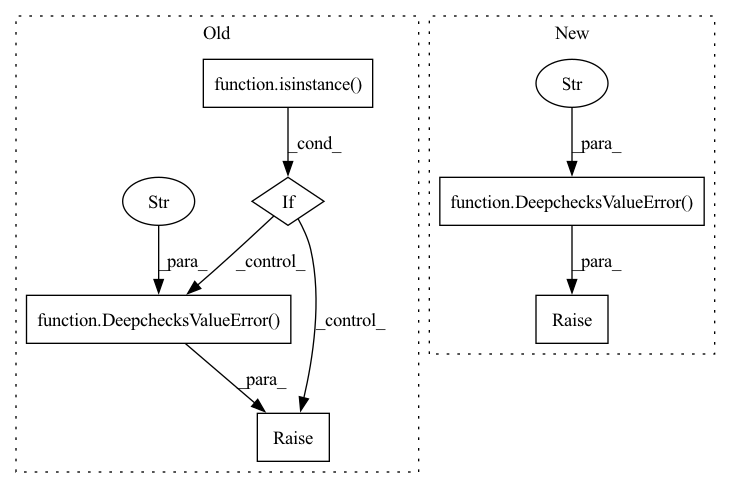 Old
New
function.isinstance()
Str
_cond_
_para_
Str
If
function.DeepchecksValueError()
_para_
_control_
_para_
function.DeepchecksValueError()
_control_
Raise
_para_
Raise